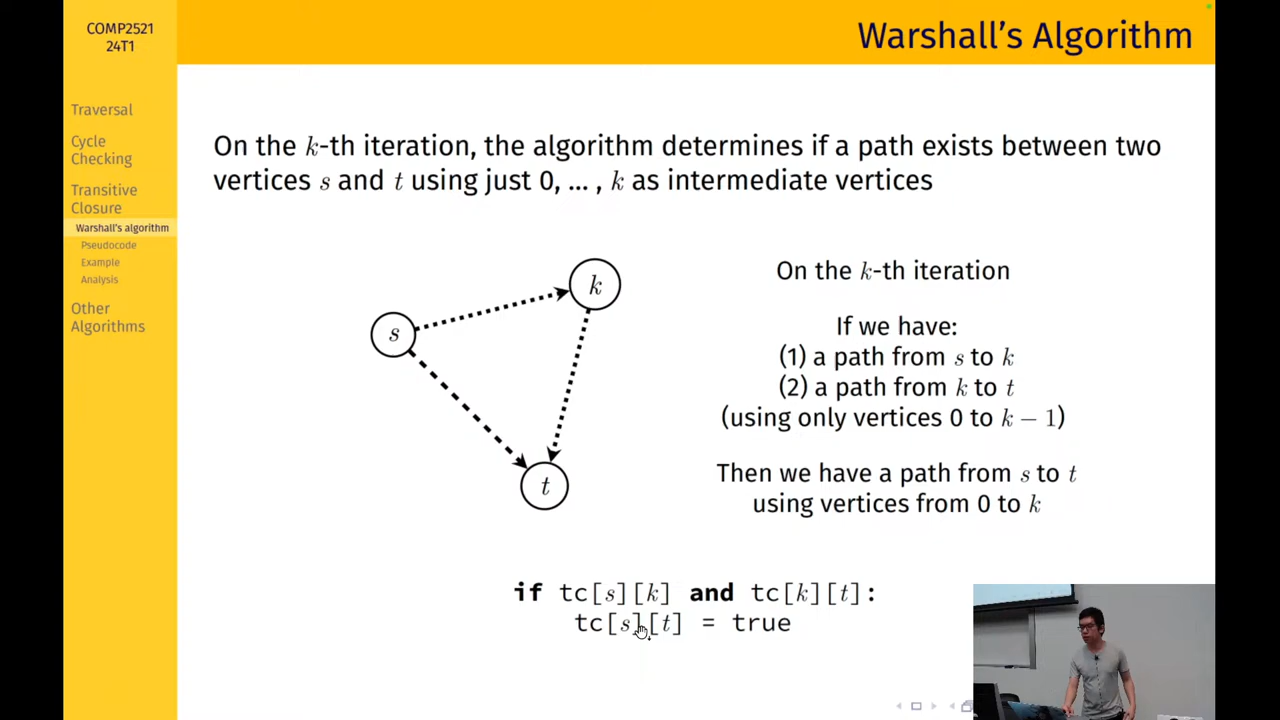 COMP2521
24T1
Warshall's Algorithm
Traversal
Cycle
Checking
Transitive
Closure
Warshall's algorithm
Pseudocode
Example
Analysis
Other
Algorithms
On the k-th iteration, the algorithm determines if a path exists between two
vertices s and t using just 0, ... , k as intermediate vertices
k
s
t
On the k-th iteration
If we have:
(1) a path from s to k
(2) a path from k to t
(using only vertices 0 to k − 1)
Then we have a path from s to t
using vertices from 0 to k
if tc[s][k] and tc[k][t]:
tc[s][t] = true